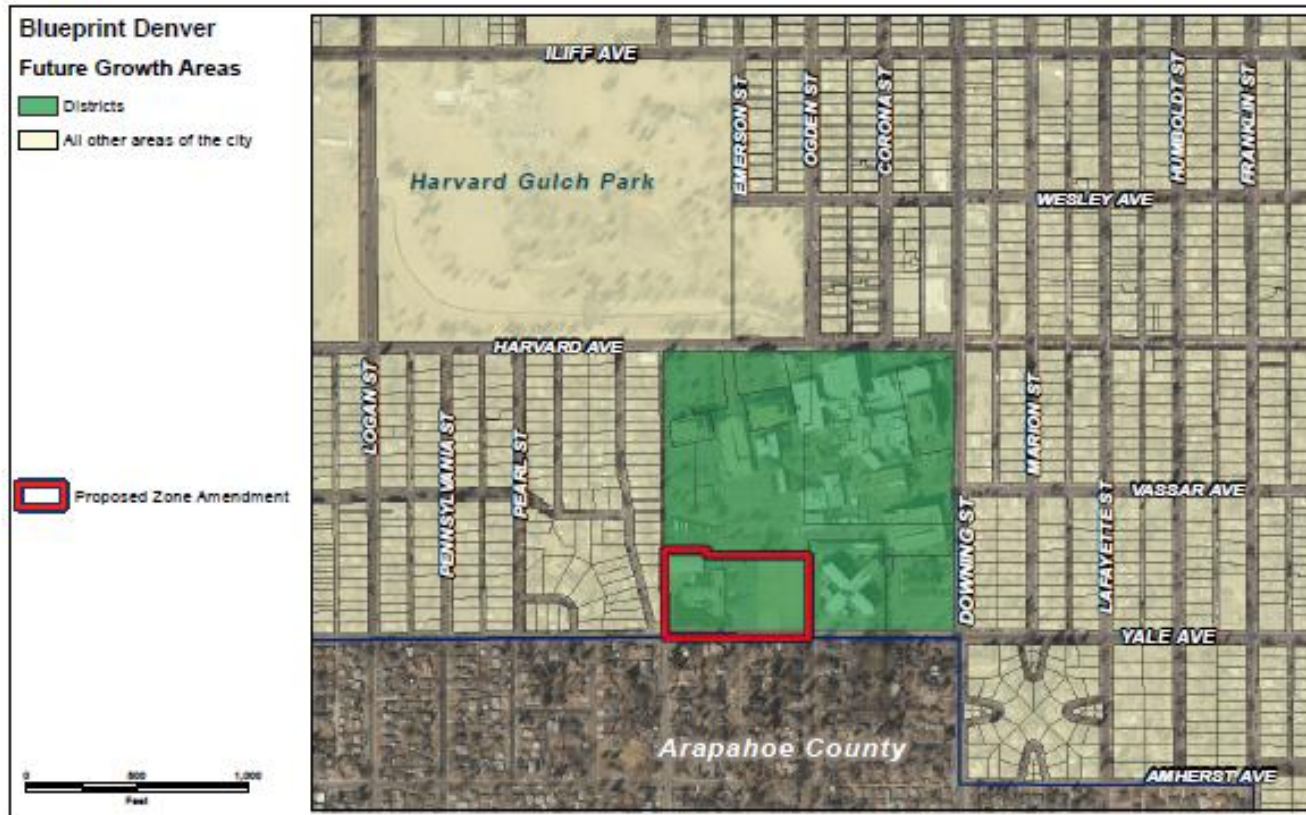 Blueprint Denver
Future Growth Areas
Districts
All other areas of the city
Proposed Zone Amendment
0 500 1,000
Feet
ILIFF AVE
Harvard Gulch Park
EMERSON ST
OGDEN ST
CORONA ST
HUMBOLDT ST
FRANKLIN ST
WESLEY AVE
HARVARD AVE
LOGAN ST
PENNSYLVANIA ST
PEARL ST
MARION ST
VASSAR AVE
DOWNING ST
LAFAYETTE ST
YALE AVE
Arapahoe County
AMHERST AVE